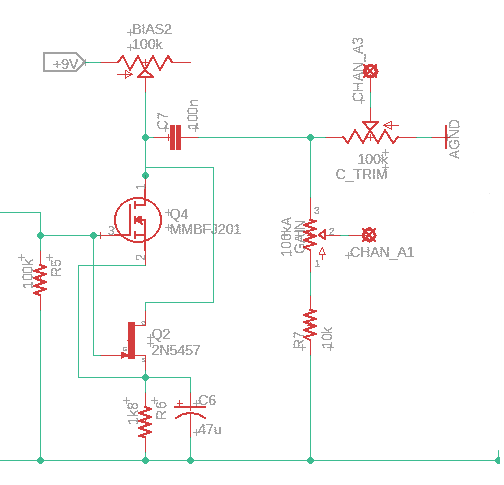 BIAS2
100k
+9V
CHAN_A3
C7
100n
AGND
100k
C_TRIM
1
Q4
MMBFJ201
3
2
3
100kA
GAIN
2
1
CHAN_A1
100k
R5
Q2
2N5457
R7
10k
1k8
R6
C6
47u